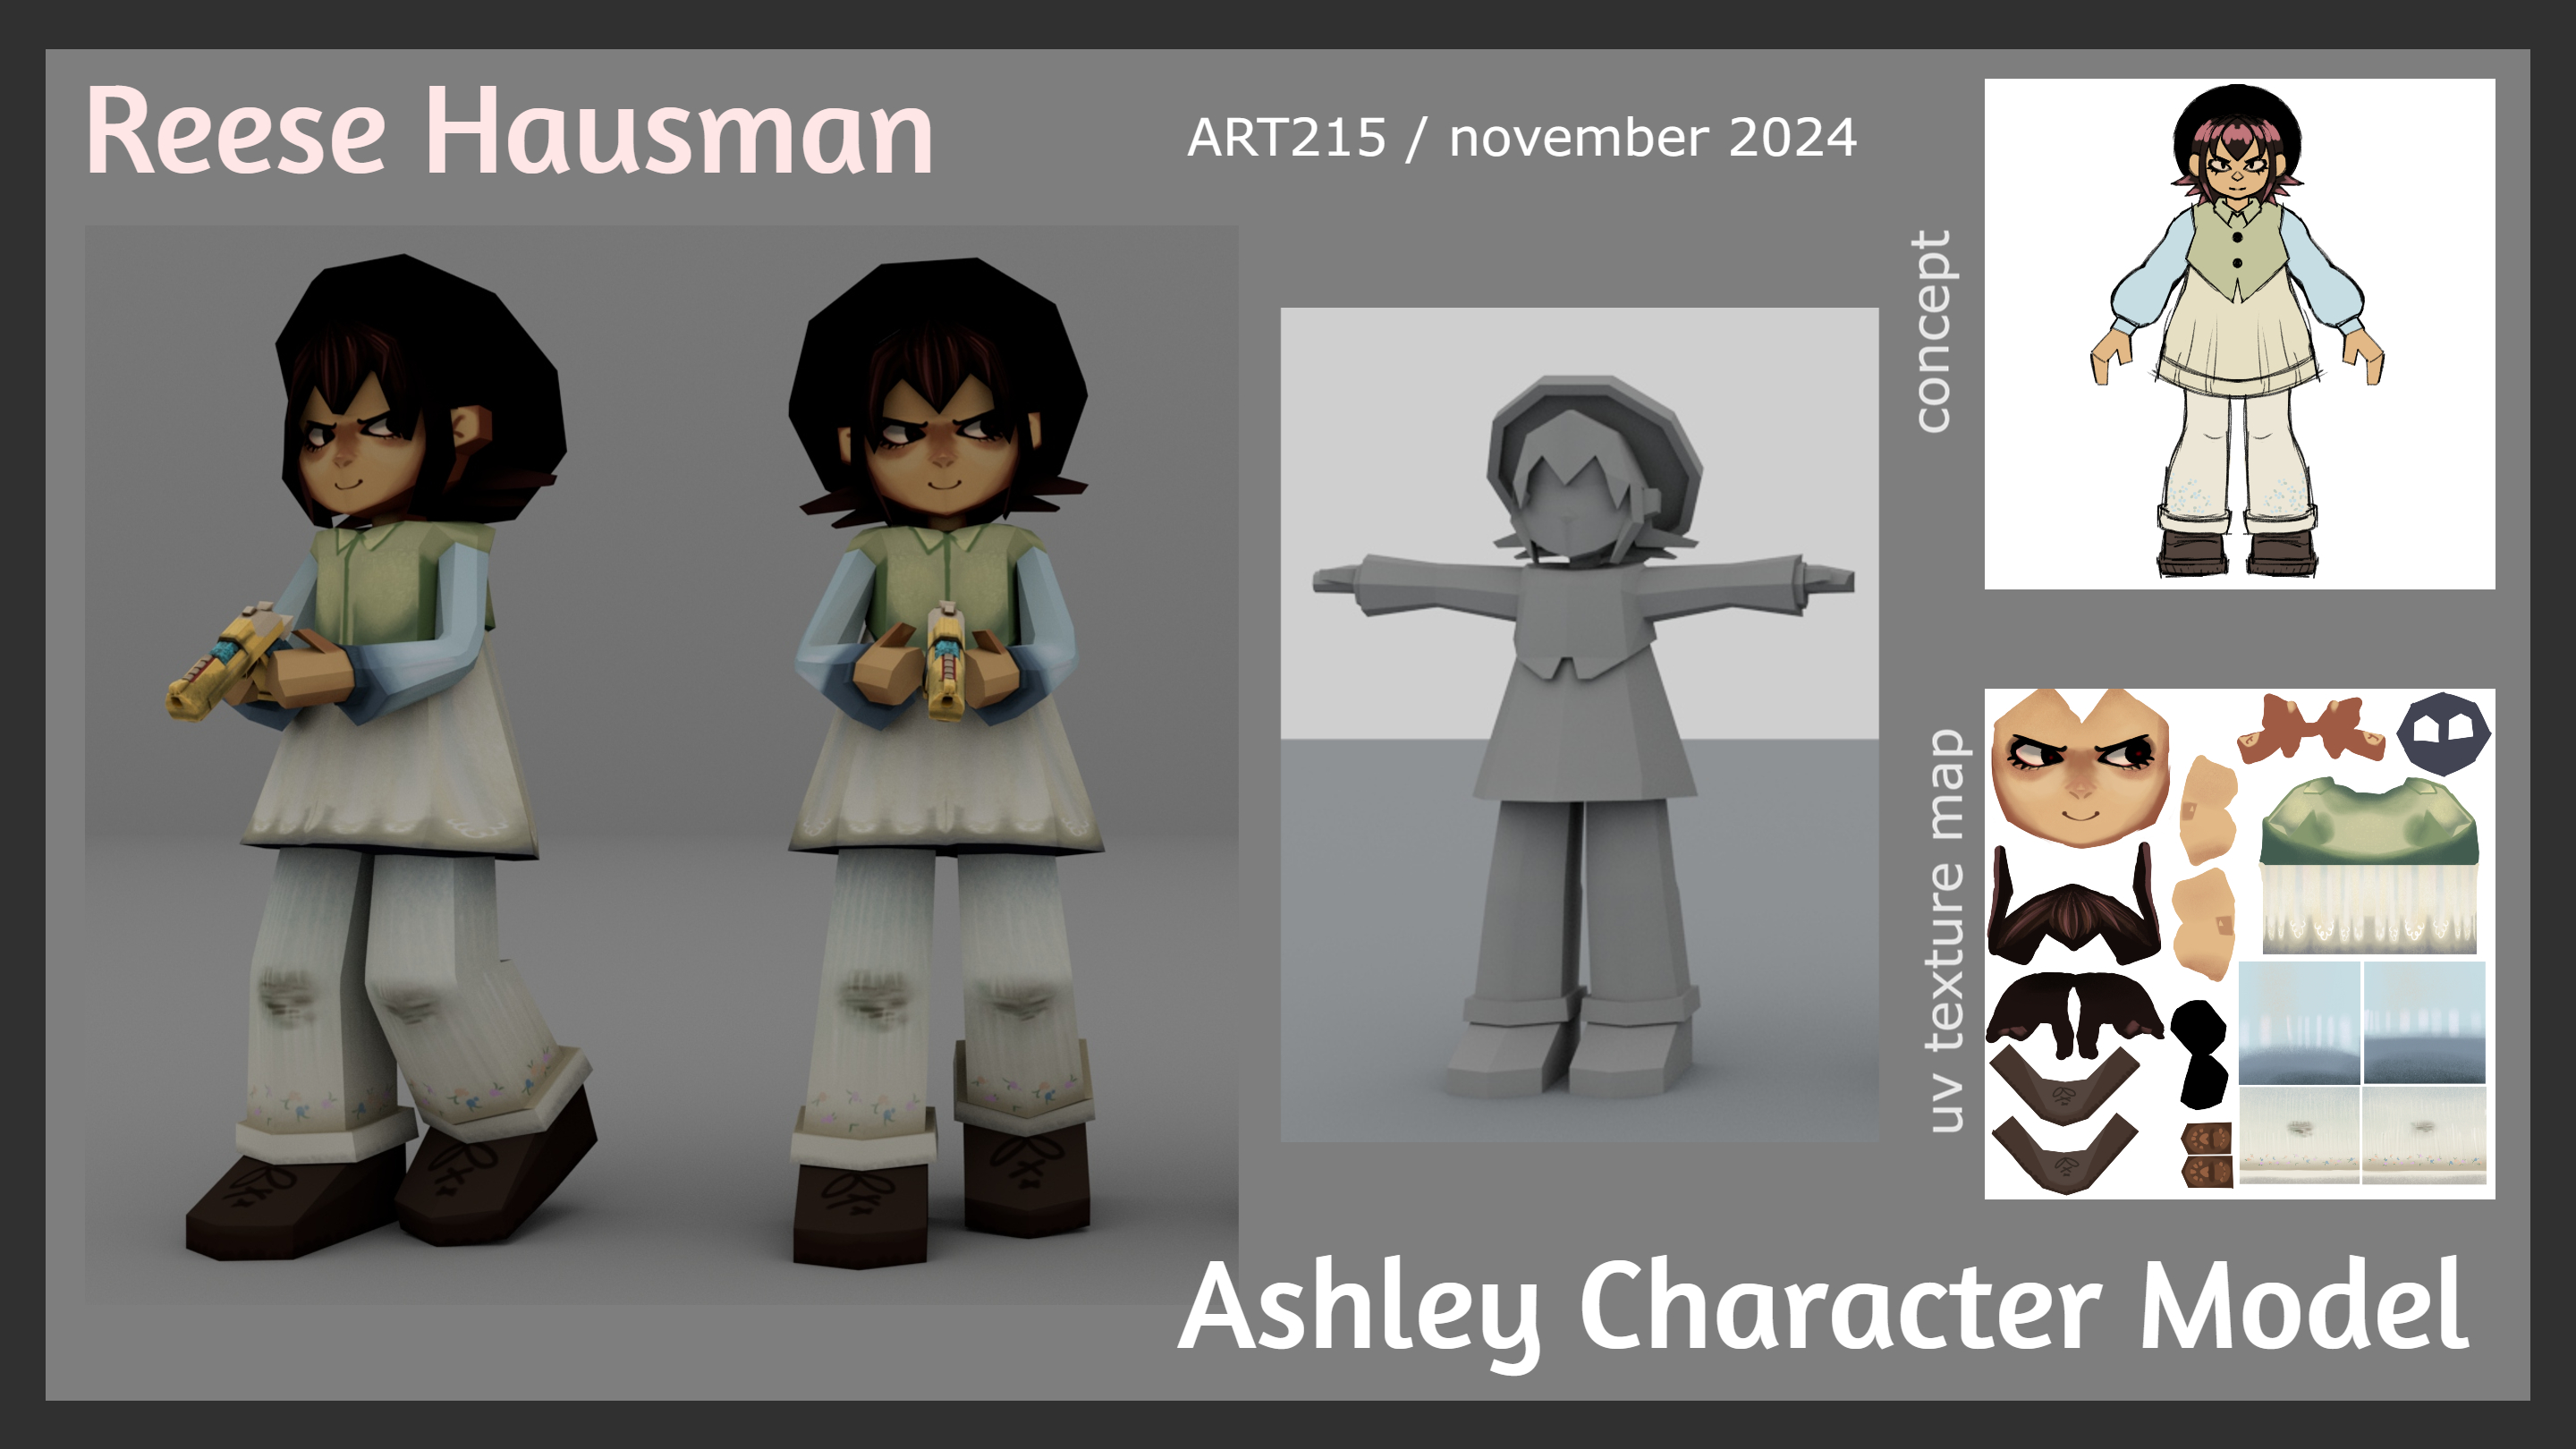 Reese Hausman
ART215 / november 2024
concept
uv texture map
Ashley Character Model